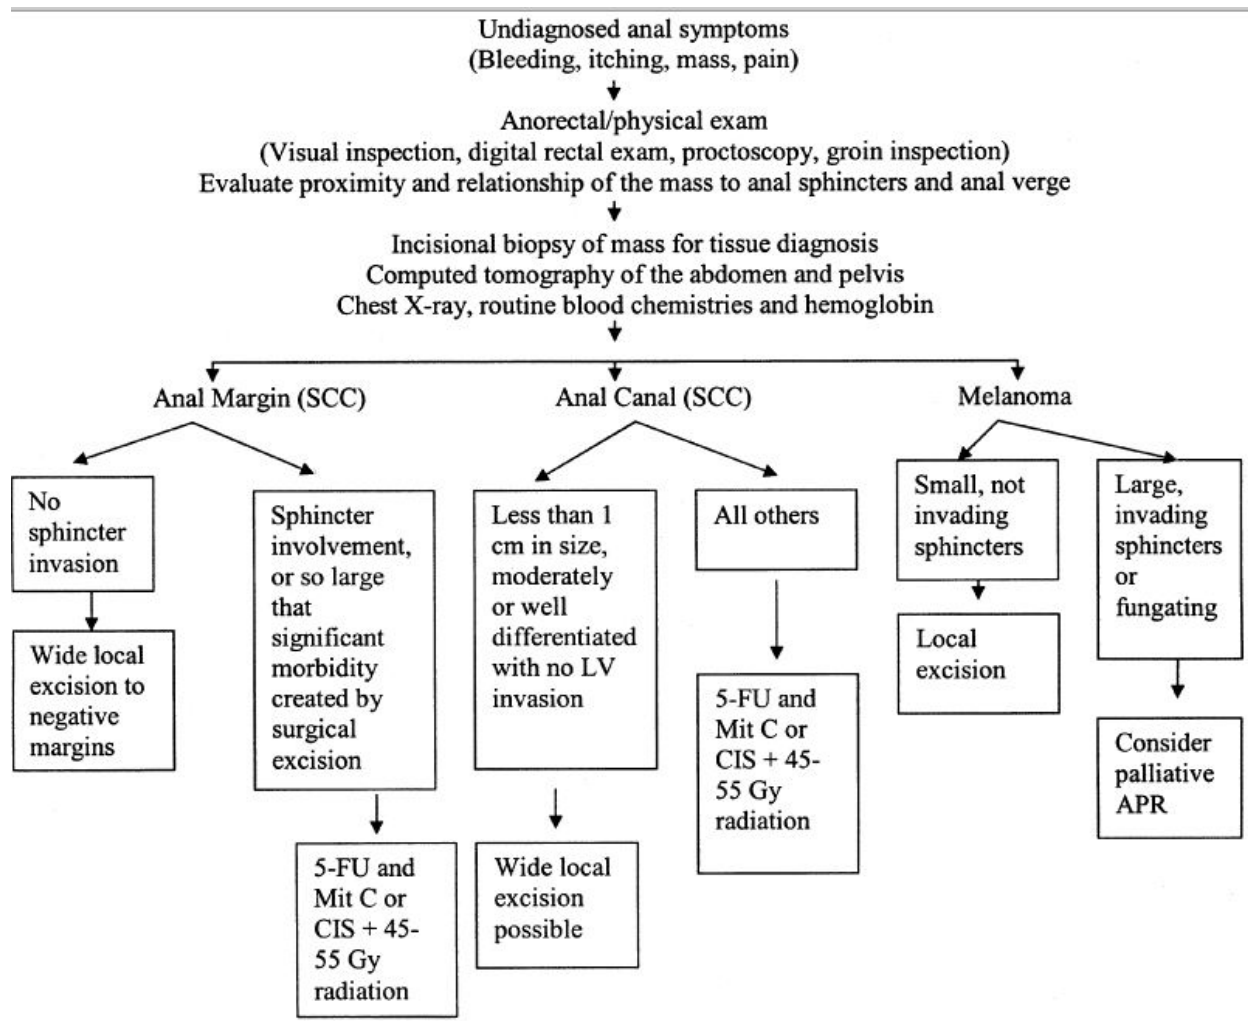 Undiagnosed anal symptoms
(Bleeding, itching, mass, pain)
Anorectal/physical exam
(Visual inspection, digital rectal exam, proctoscopy, groin inspection)
Evaluate proximity and relationship of the mass to anal sphincters and anal verge
Incisional biopsy of mass for tissue diagnosis
Computed tomography of the abdomen and pelvis
Chest X-ray, routine blood chemistries and hemoglobin
Anal Margin (SCC)
No
sphincter
invasion
Wide local
excision to
negative
margins
Sphincter
involvement,
or so large
that
significant
morbidity
created by
surgical
excision
5-FU and
Mit C or
CIS + 45-
55 Gy
radiation
Anal Canal (SCC)
Less than 1
cm in size,
moderately
or well
differentiated
with no LV
invasion
Wide local
excision
possible
All others
5-FU and
Mit C or
CIS + 45-
55 Gy
radiation
Melanoma
Small, not
invading
sphincters
Local
excision
Large,
invading
sphincters
or
fungating
Consider
palliative
APR